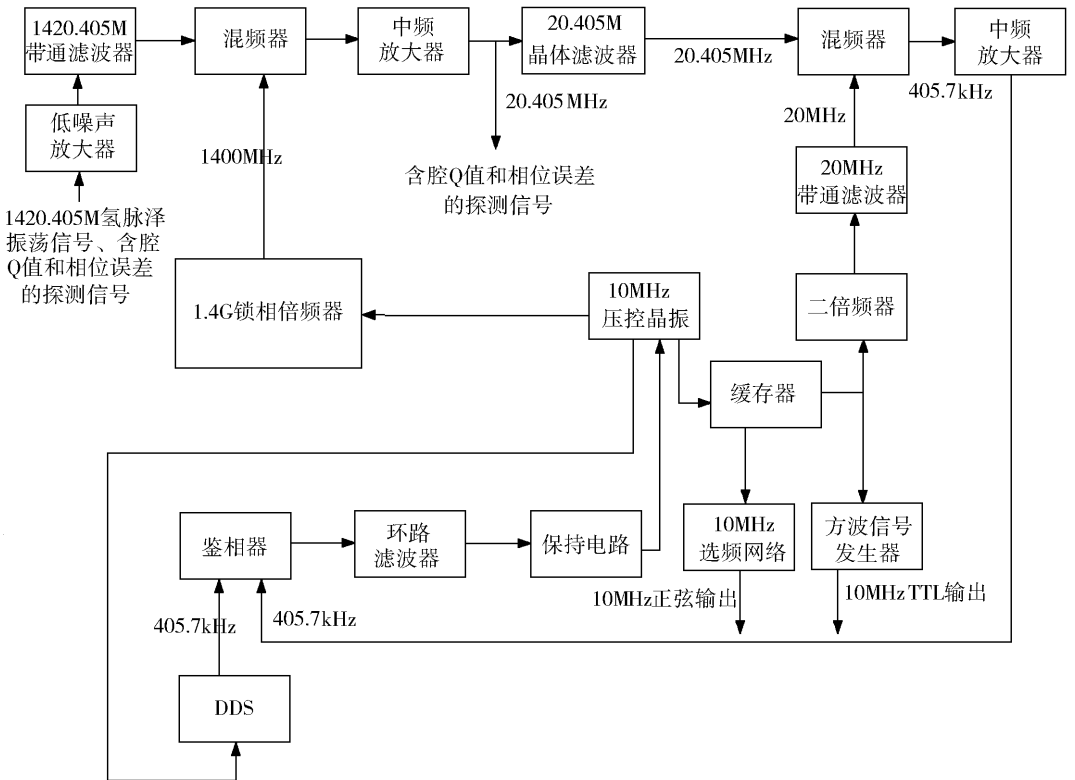 1420.405M
带通滤波器
混频器
中频
放大器
20.405M
晶体滤波器
20.405MHz
混频器
中频
放大器
405.7kHz
低噪声
放大器
20.405MHz
20MHz
1400MHz
20MHz
带通滤波器
含腔Q值和相位误差
的探测信号
1420.405M氢脉泽
振荡信号、含腔
Q值和相位误差
的探测信号
1.4G锁相倍频器
10MHz
压控晶振
二倍频器
缓存器
鉴相器
环路
滤波器
保持电路
10MHz
选频网络
方波信号
发生器
10MHz正弦输出
10MHz TTL输出
405.7kHz
405.7kHz
DDS